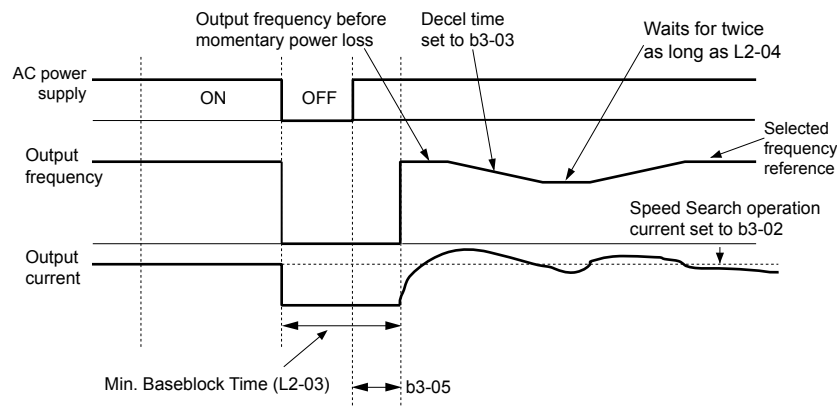 Output frequency before
momentary power loss
Decel time
set to b3-03
Waits for twice
as long as L2-04
AC power
supply
ON
OFF
Output
frequency
Selected
frequency
reference
Speed Search operation
current set to b3-02
Output
current
Min. Baseblock Time (L2-03)
b3-05